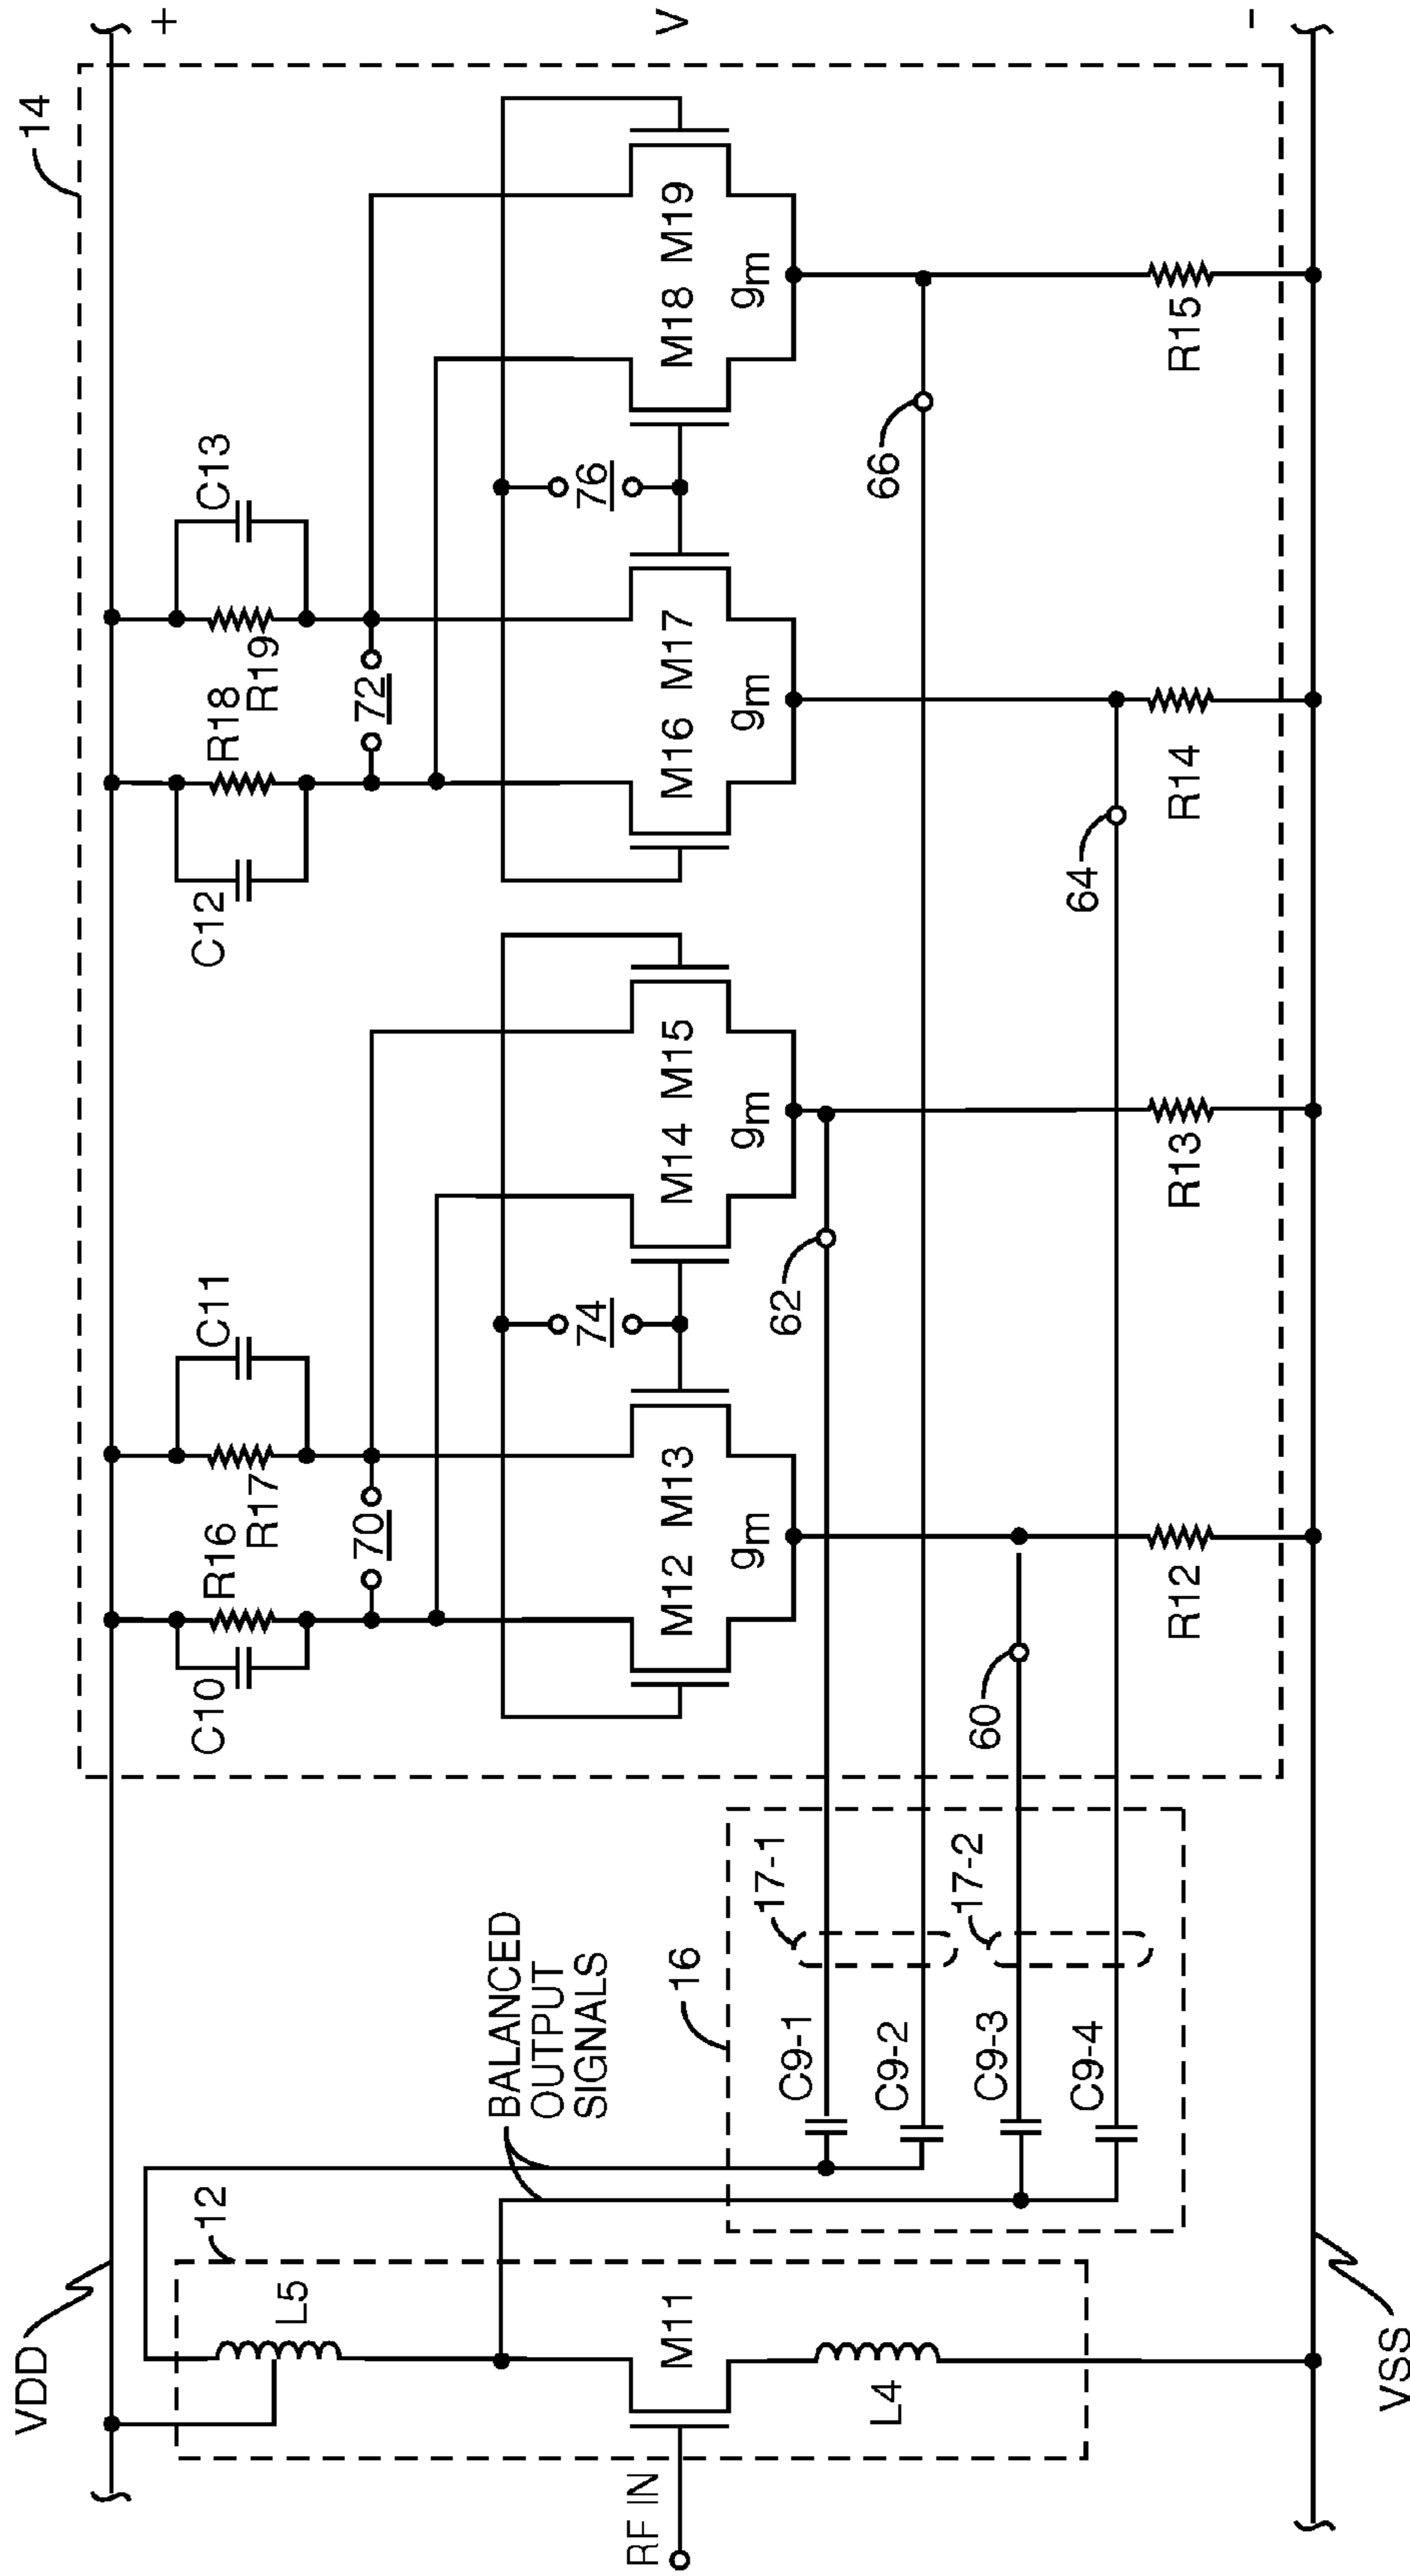 VDD
+
14
V
-
VSS
12
L5
M11
L4
RF IN
BALANCED
OUTPUT
SIGNALS
16
C9-1
C9-2
C9-3
C9-4
17-1
17-2
C10
R16
R17
C11
70
M12 M13
gm
74
M14 M15
gm
60
62
R12
R13
C12
R18
R19
C13
72
M16 M17
gm
76
M18 M19
gm
64
66
R14
R15